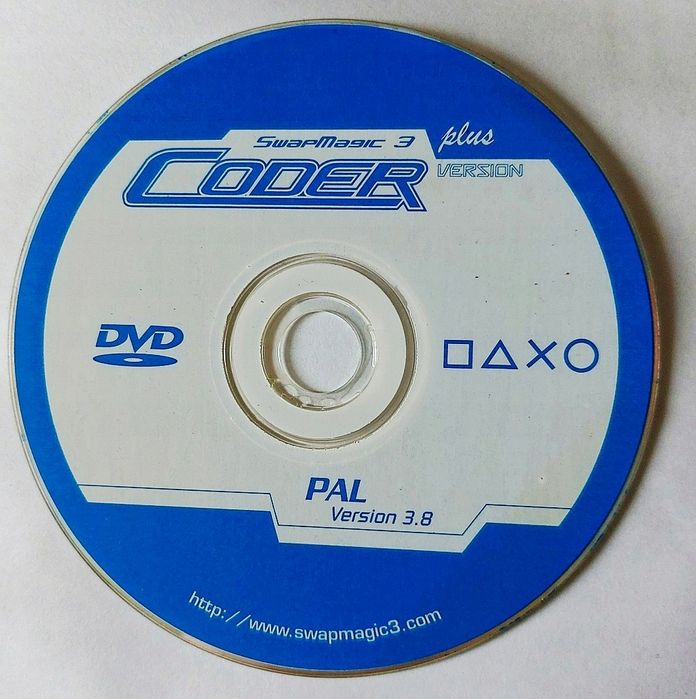 SwapMagic 3 plus
CODER VERSION
DVD
PAL
Version 3.8
http://www.swapmagic3.com